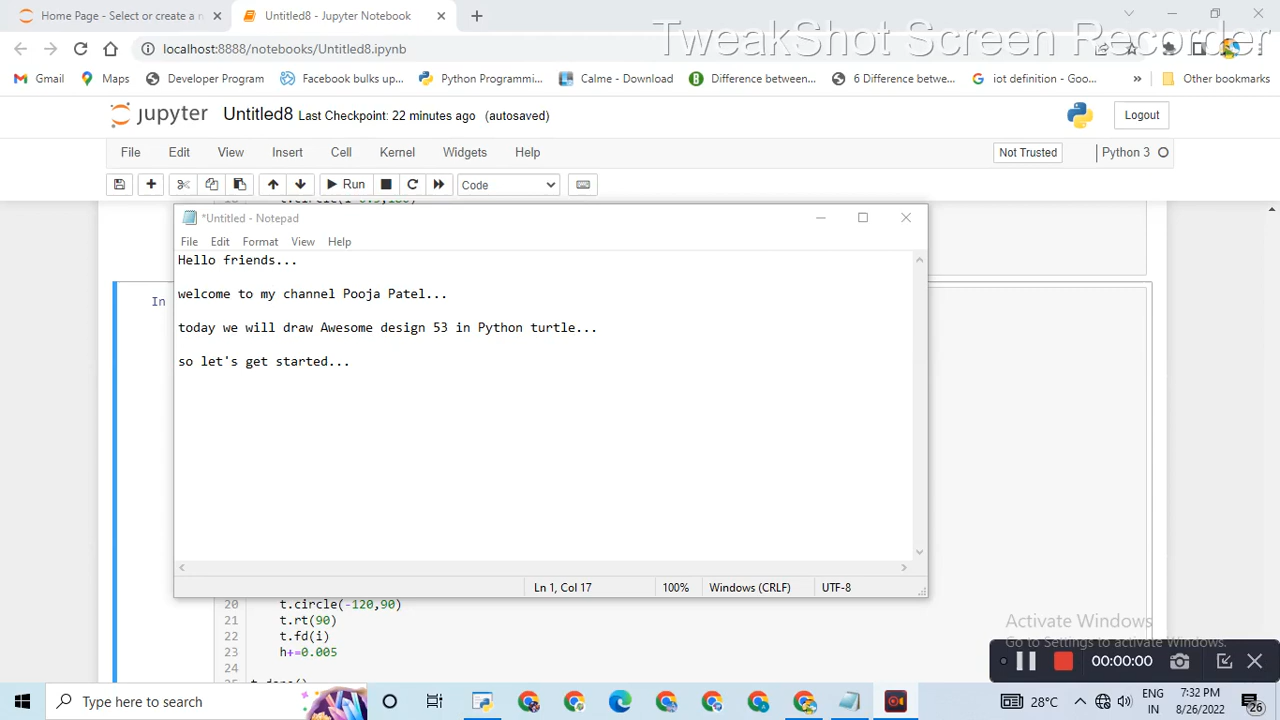 Home Page - Select or create a n
Untitled8 - Jupyter Notebook
TweakShot Screen Recorder
localhost:8888/notebooks/Untitled8.ipynb
Gmail
Maps
Developer Program
Facebook bulks up...
Python Programmi...
Calme - Download
Difference between...
6 Difference betwe...
iot definition - Goo...
»
Other bookmarks
jupyter
Untitled8 Last Checkpoint: 22 minutes ago (autosaved)
Logout
File Edit View Insert Cell Kernel Widgets Help
Not Trusted
Python 3
Run
Code
*Untitled - Notepad
File Edit Format View Help
Hello friends...
welcome to my channel Pooja Patel...
today we will draw Awesome design 53 in Python turtle...
so let's get started...
In
Ln 1, Col 17
100%
Windows (CRLF)
UTF-8
20 t.circle(-120,90)
21 t.rt(90)
22 t.fd(i)
23 h+=0.005
24
Activate Windows
Go to Settings to activate Windows.
00:00:00
Type here to search
28°C
ENG
IN
7:32 PM
8/26/2022
26